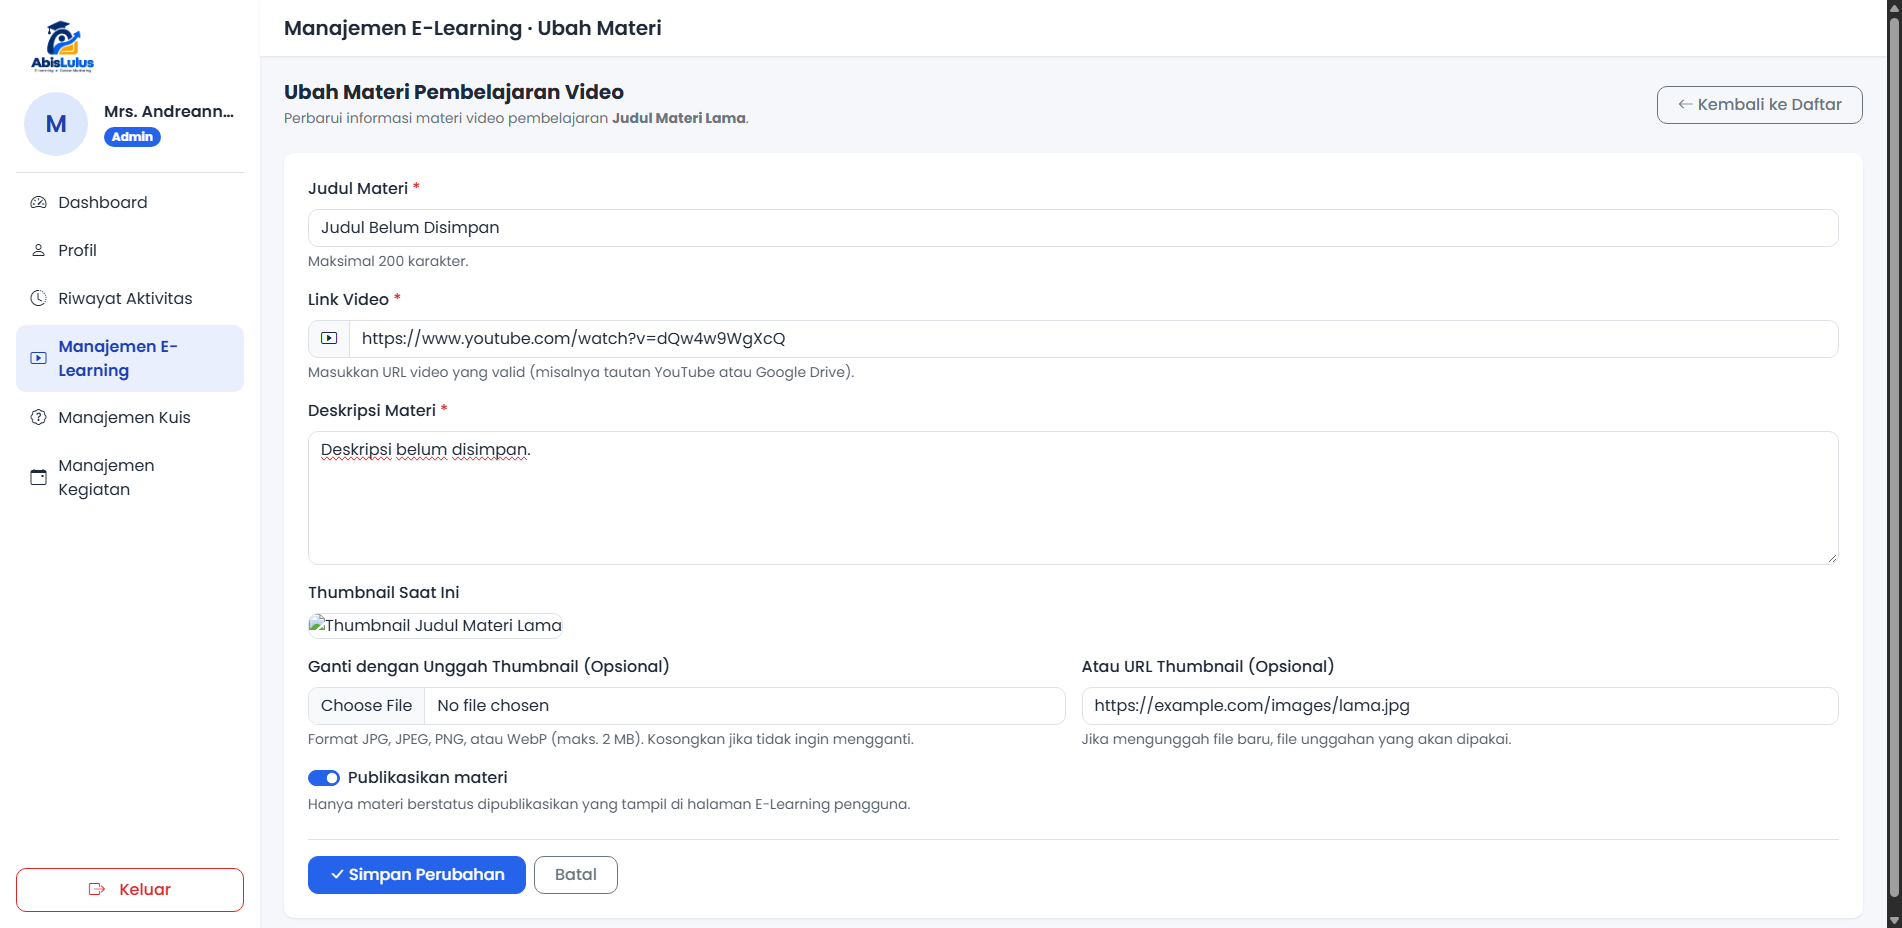 AbisLulus
Manajemen E-Learning · Ubah Materi
M
Mrs. Andreann...
Admin
Dashboard
Profil
Riwayat Aktivitas
Manajemen E-
Learning
Manajemen Kuis
Manajemen
Kegiatan
Keluar
Ubah Materi Pembelajaran Video
Perbarui informasi materi video pembelajaran Judul Materi Lama.
← Kembali ke Daftar
Judul Materi *
Judul Belum Disimpan
Maksimal 200 karakter.
Link Video *
https://www.youtube.com/watch?v=dQw4w9WgXcQ
Masukkan URL video yang valid (misalnya tautan YouTube atau Google Drive).
Deskripsi Materi *
Deskripsi belum disimpan.
Thumbnail Saat Ini
Thumbnail Judul Materi Lama
Ganti dengan Unggah Thumbnail (Opsional)
Choose File No file chosen
Format JPG, JPEG, PNG, atau WebP (maks. 2 MB). Kosongkan jika tidak ingin mengganti.
Atau URL Thumbnail (Opsional)
https://example.com/images/lama.jpg
Jika mengunggah file baru, file unggahan yang akan dipakai.
Publikasikan materi
Hanya materi berstatus dipublikasikan yang tampil di halaman E-Learning pengguna.
Simpan Perubahan
Batal